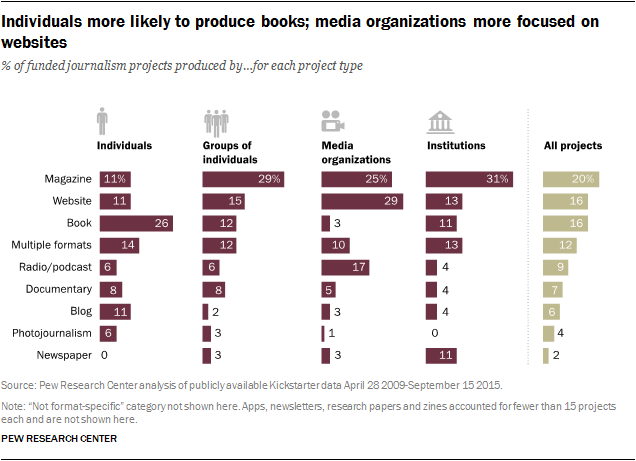 Individuals more likely to produce books; media organizations more focused on
websites
% of funded journalism projects produced by...for each project type
Individuals Groups of individuals Media organizations Institutions All projects
Magazine 11% 29% 25% 31% 20%
Website 11 15 29 13 16
Book 26 12 3 11 16
Multiple formats 14 12 10 13 12
Radio/podcast 6 6 17 4 9
Documentary 8 8 5 4 7
Blog 11 2 3 4 6
Photojournalism 6 3 1 0 4
Newspaper 0 3 3 11 2
Source: Pew Research Center analysis of publicly available Kickstarter data April 28 2009-September 15 2015.
Note: “Not format-specific” category not shown here. Apps, newsletters, research papers and zines accounted for fewer than 15 projects
each and are not shown here.
PEW RESEARCH CENTER